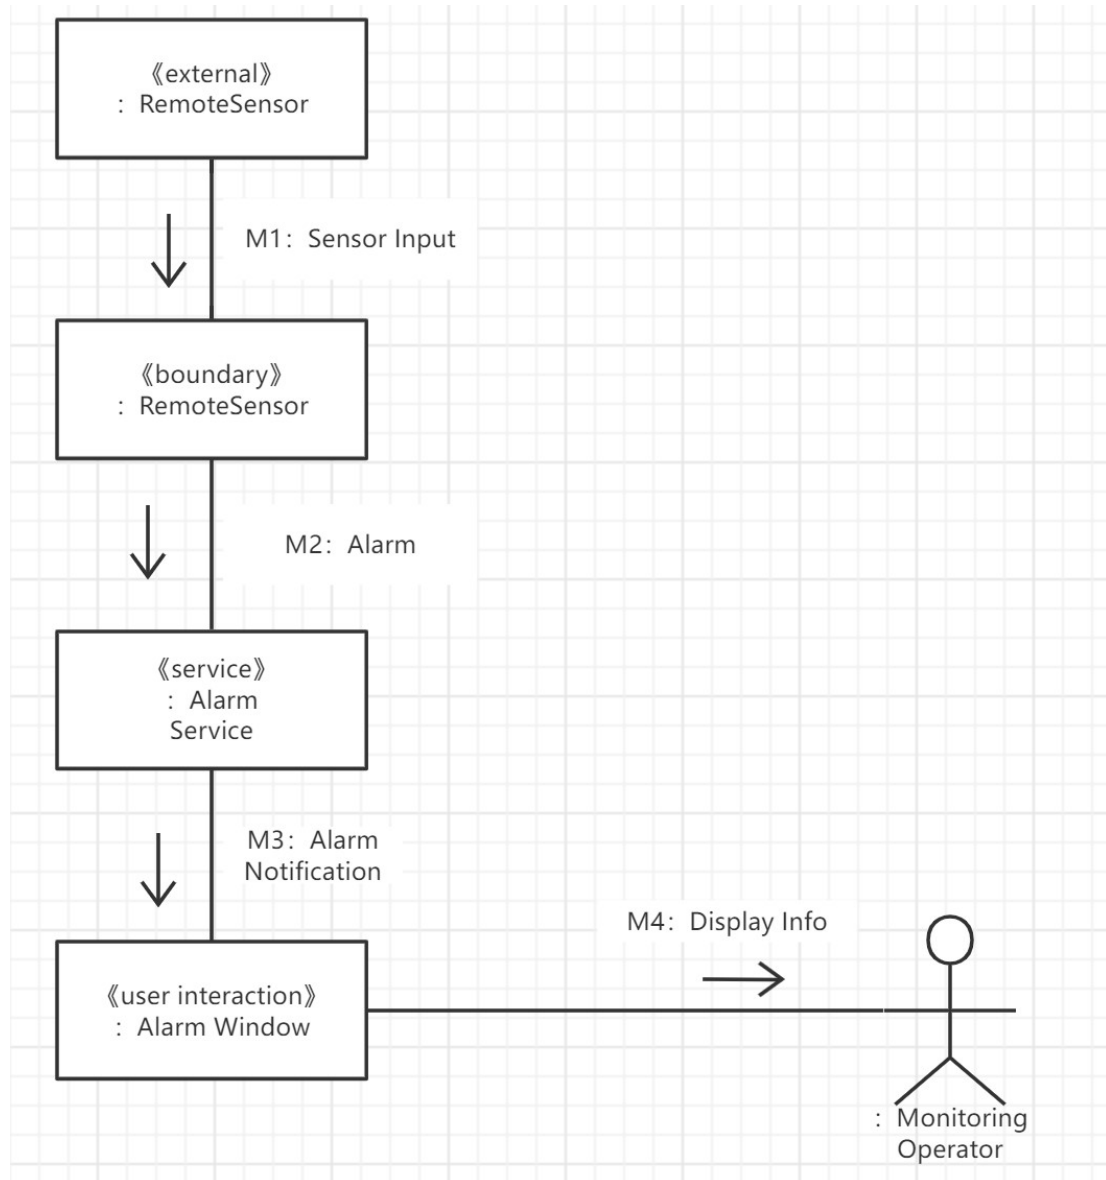 《external》
：RemoteSensor
M1：Sensor Input
《boundary》
：RemoteSensor
M2：Alarm
《service》
：Alarm
Service
M3：Alarm
Notification
M4：Display Info
《user interaction》
：Alarm Window
：Monitoring
Operator